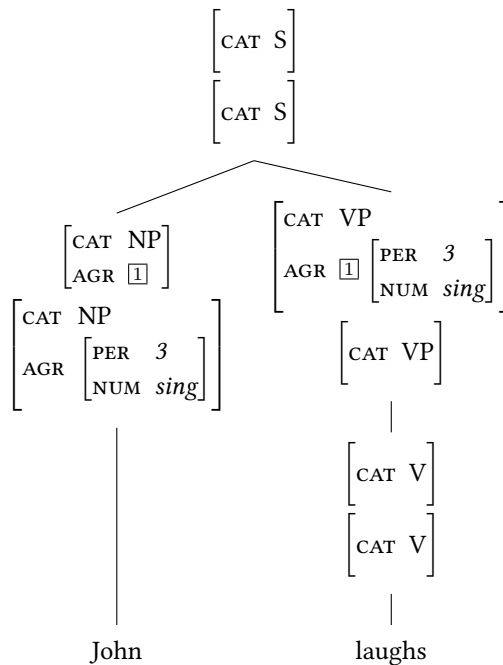 CAT S
CAT S
CAT NP
AGR 1
CAT VP
AGR 1 PER 3
NUM sing
CAT NP
AGR PER 3
NUM sing
CAT VP
CAT V
CAT V
John laughs